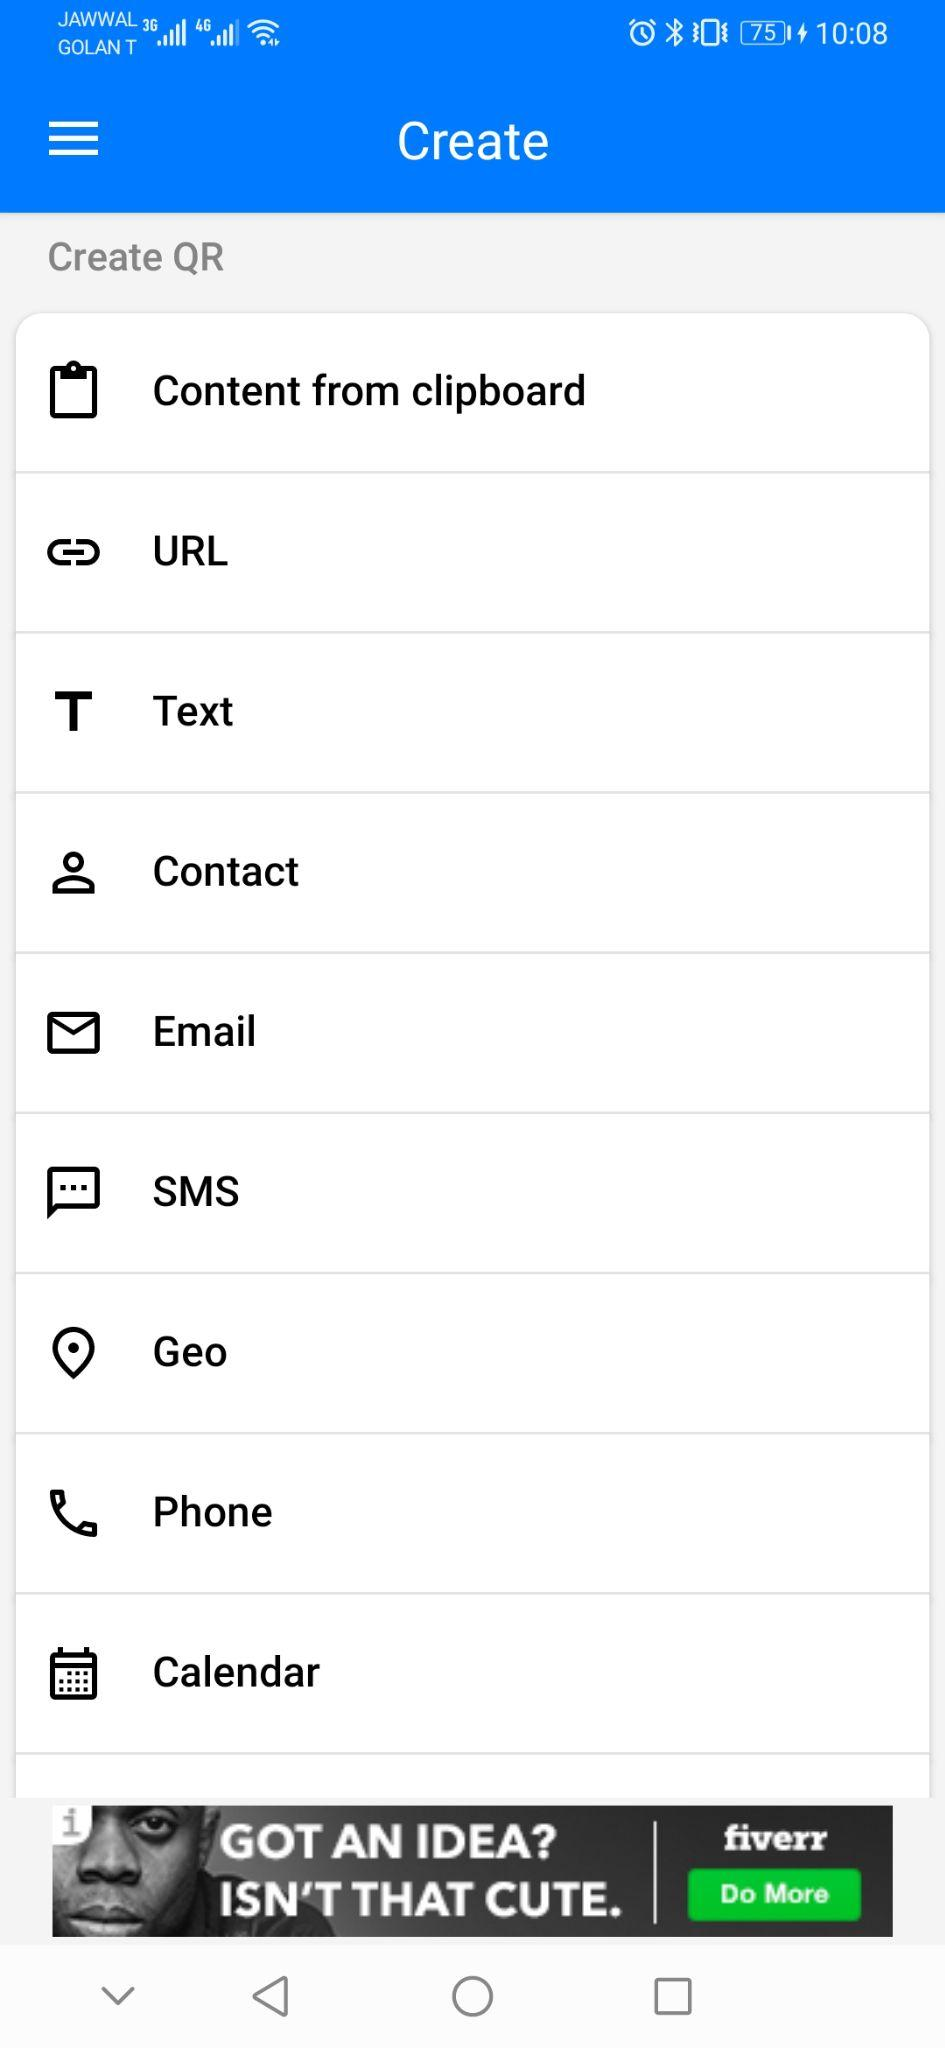 JAWWAL 3G 4G 75 10:08
GOLAN T
Create
Create QR
Content from clipboard
URL
Text
Contact
Email
SMS
Geo
Phone
Calendar
i
GOT AN IDEA? fiverr
ISN'T THAT CUTE. Do More